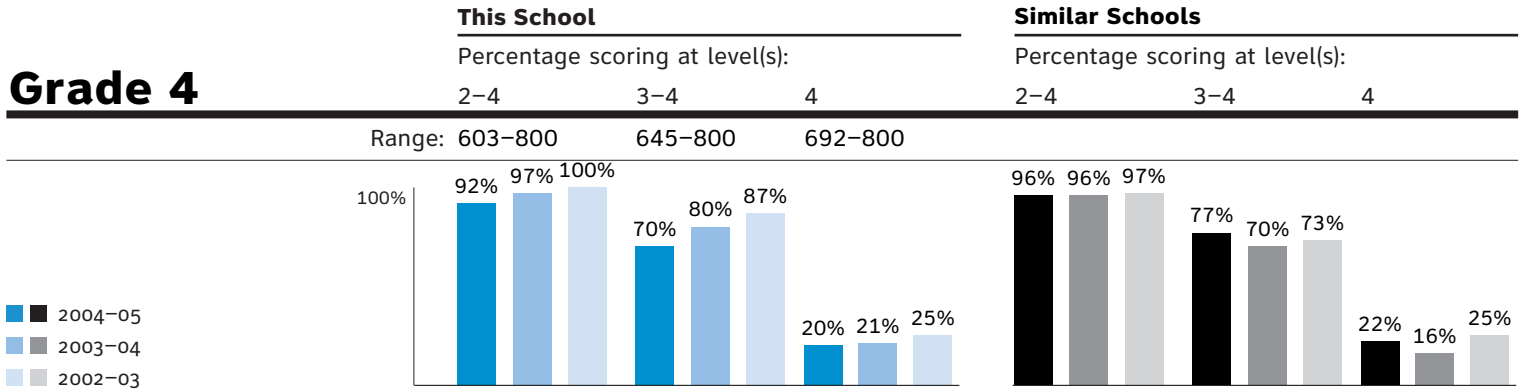 This School Similar Schools
Percentage scoring at level(s): Percentage scoring at level(s):
Grade 4 2–4 3–4 4 2–4 3–4 4
Range: 603–800 645–800 692–800
100% 92% 97% 100% 70% 80% 87% 20% 21% 25% 96% 96% 97% 77% 70% 73% 22% 16% 25%
2004–05
2003–04
2002–03